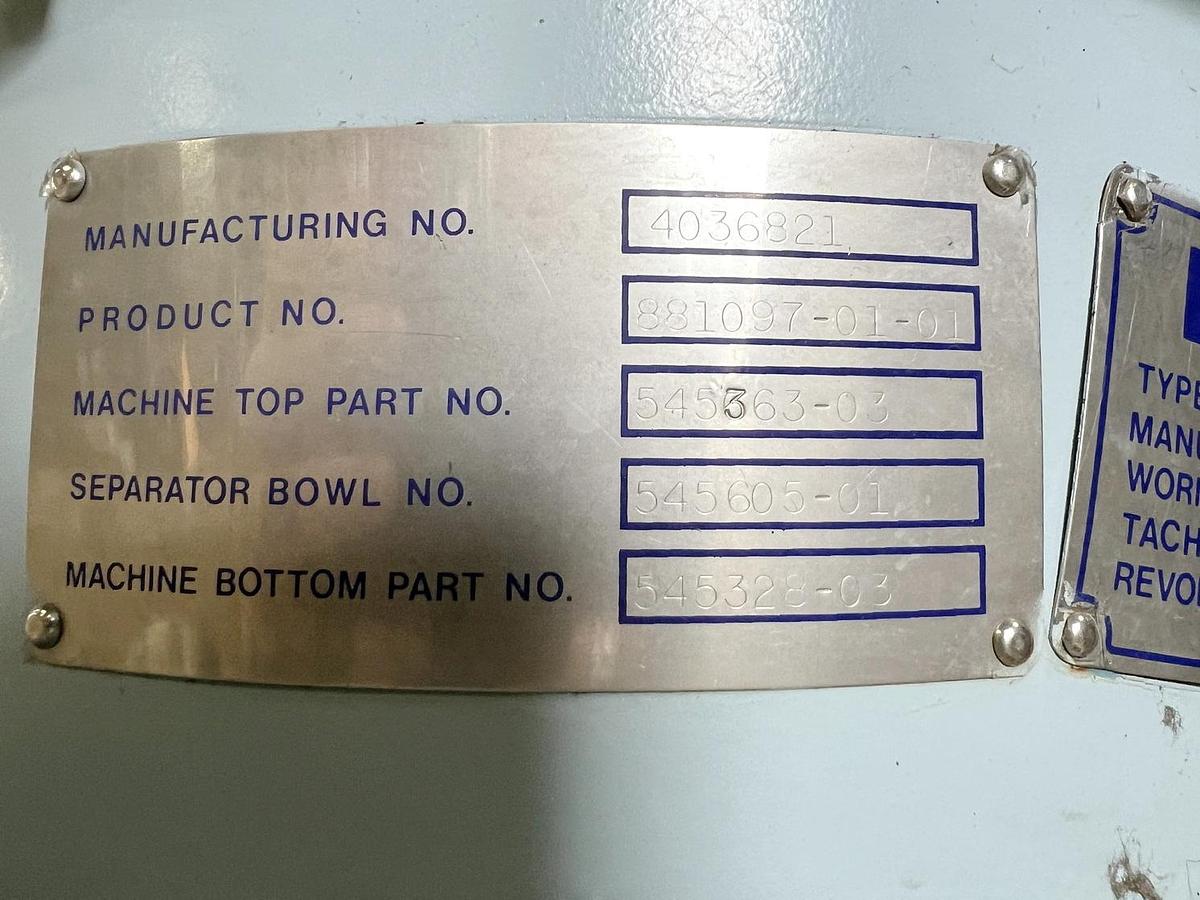 MANUFACTURING NO. 4036821
PRODUCT NO. 881097-01-01
MACHINE TOP PART NO. 545363-03
SEPARATOR BOWL NO. 545605-01
MACHINE BOTTOM PART NO. 545328-03
TYPE
MANU
WOR
TACH
REVO